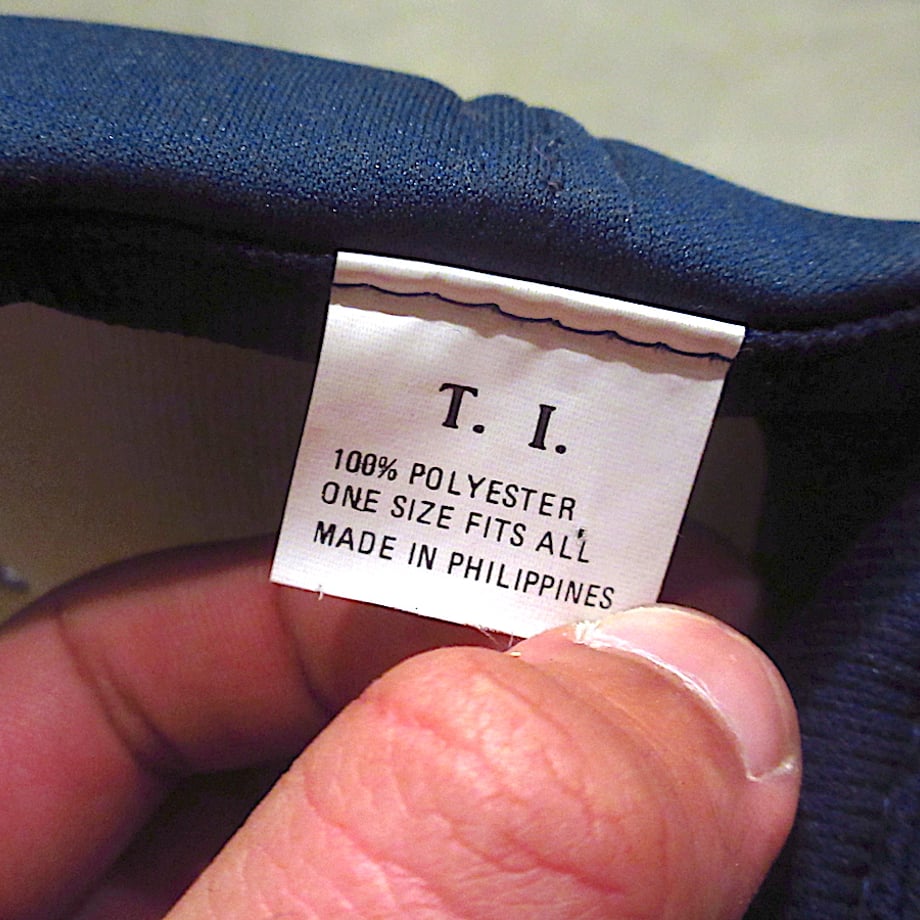 T. I.
100% POLYESTER
ONE SIZE FITS ALL
MADE IN PHILIPPINES